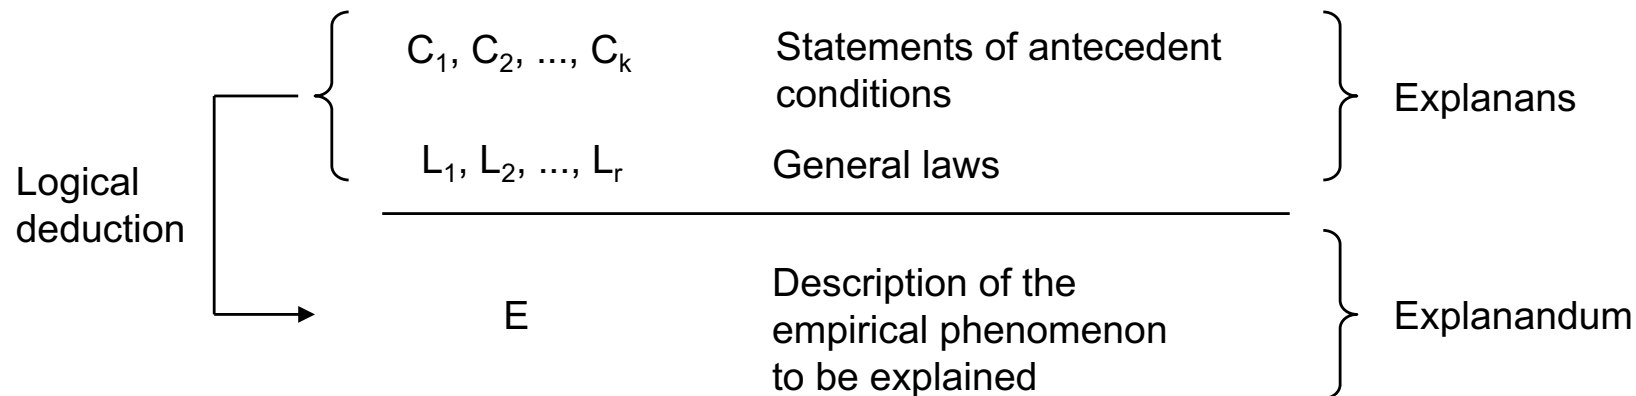 C₁, C₂, ..., Cₖ Statements of antecedent
conditions
Explanans
L₁, L₂, ..., Lᵣ General laws
Logical
deduction
E
Description of the
empirical phenomenon
to be explained
Explanandum